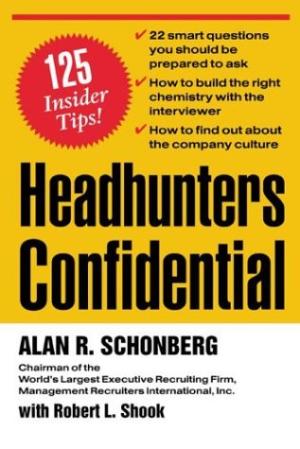 125
Insider
Tips!
✓ 22 smart questions
you should be
prepared to ask
✓ How to build the right
chemistry with the
interviewer
✓ How to find out about
the company culture
Headhunters
Confidential
ALAN R. SCHONBERG
Chairman of the
World's Largest Executive Recruiting Firm,
Management Recruiters International, Inc.
with Robert L. Shook